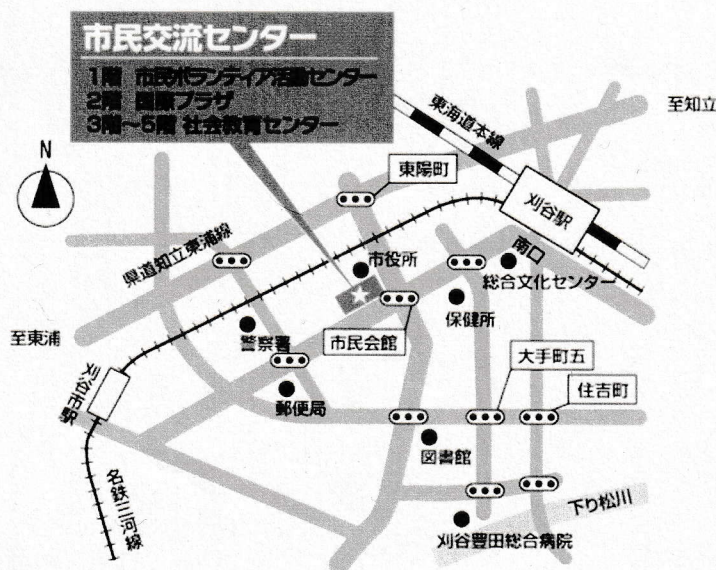 市民交流センター
1階 市民ボランティア活動センター
2階 国際プラザ
3階〜5階 社会教育センター
至知立
東海道本線
N
東陽町
刈谷駅
県道知立東浦線
市役所
南口
総合文化センター
保健所
至東浦
警察署
市民会館
大手町五
刈谷市駅
住吉町
郵便局
図書館
名鉄三河線
下り松川
刈谷豊田総合病院